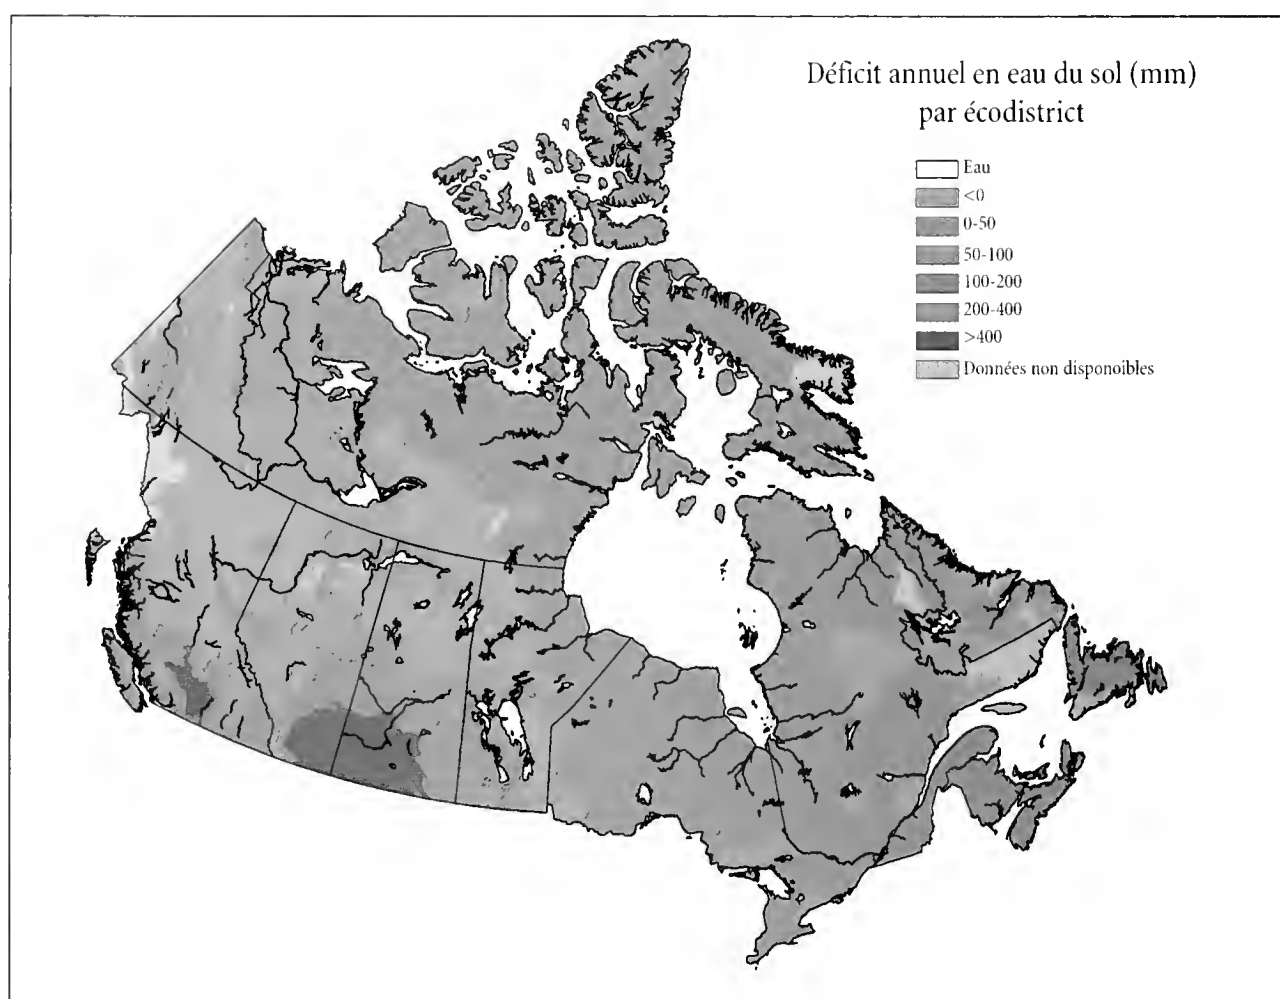 Déficit annuel en eau du sol (mm)
par écodistrict
Eau
<0
0-50
50-100
100-200
200-400
>400
Données non disponoibles